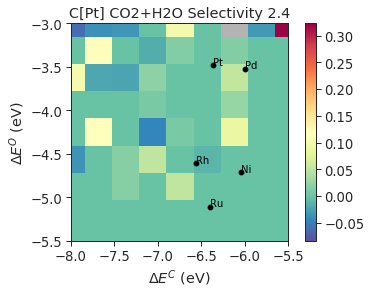 C[Pt] CO2+H2O Selectivity 2.4
−3.0
−3.5
−4.0
−4.5
−5.0
−5.5
ΔE^O (eV)
Pt
Pd
Rh
Ni
Ru
−8.0 −7.5 −7.0 −6.5 −6.0 −5.5
ΔE^C (eV)
0.30
0.25
0.20
0.15
0.10
0.05
0.00
−0.05